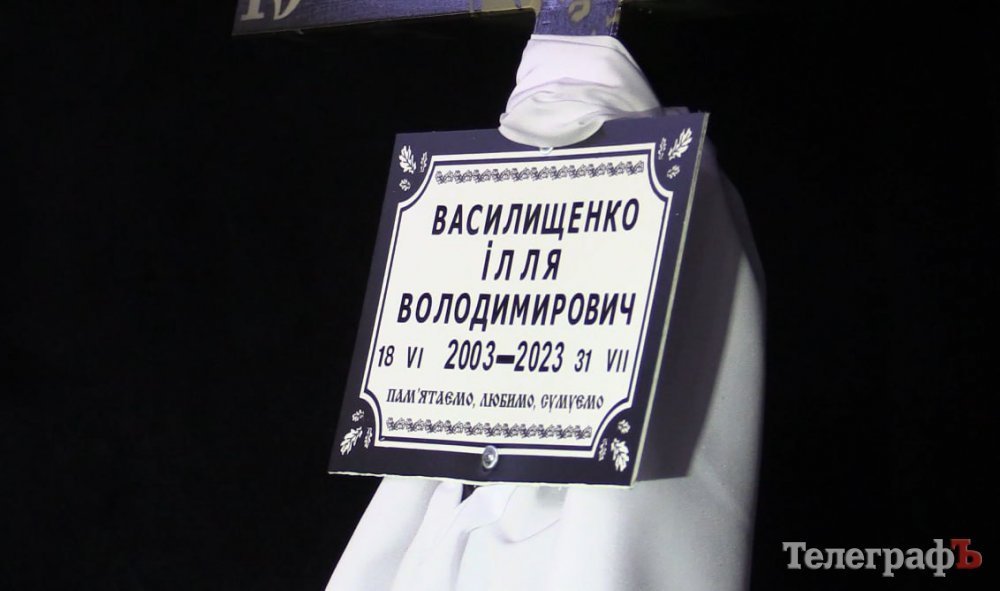 ВАСИЛИЩЕНКО
ІЛЛЯ
ВОЛОДИМИРОВИЧ
18 VI 2003–2023 31 VII
ПАМ'ЯТАЄМО, ЛЮБИМО, СУМУЄМО
ТелеграфЪ